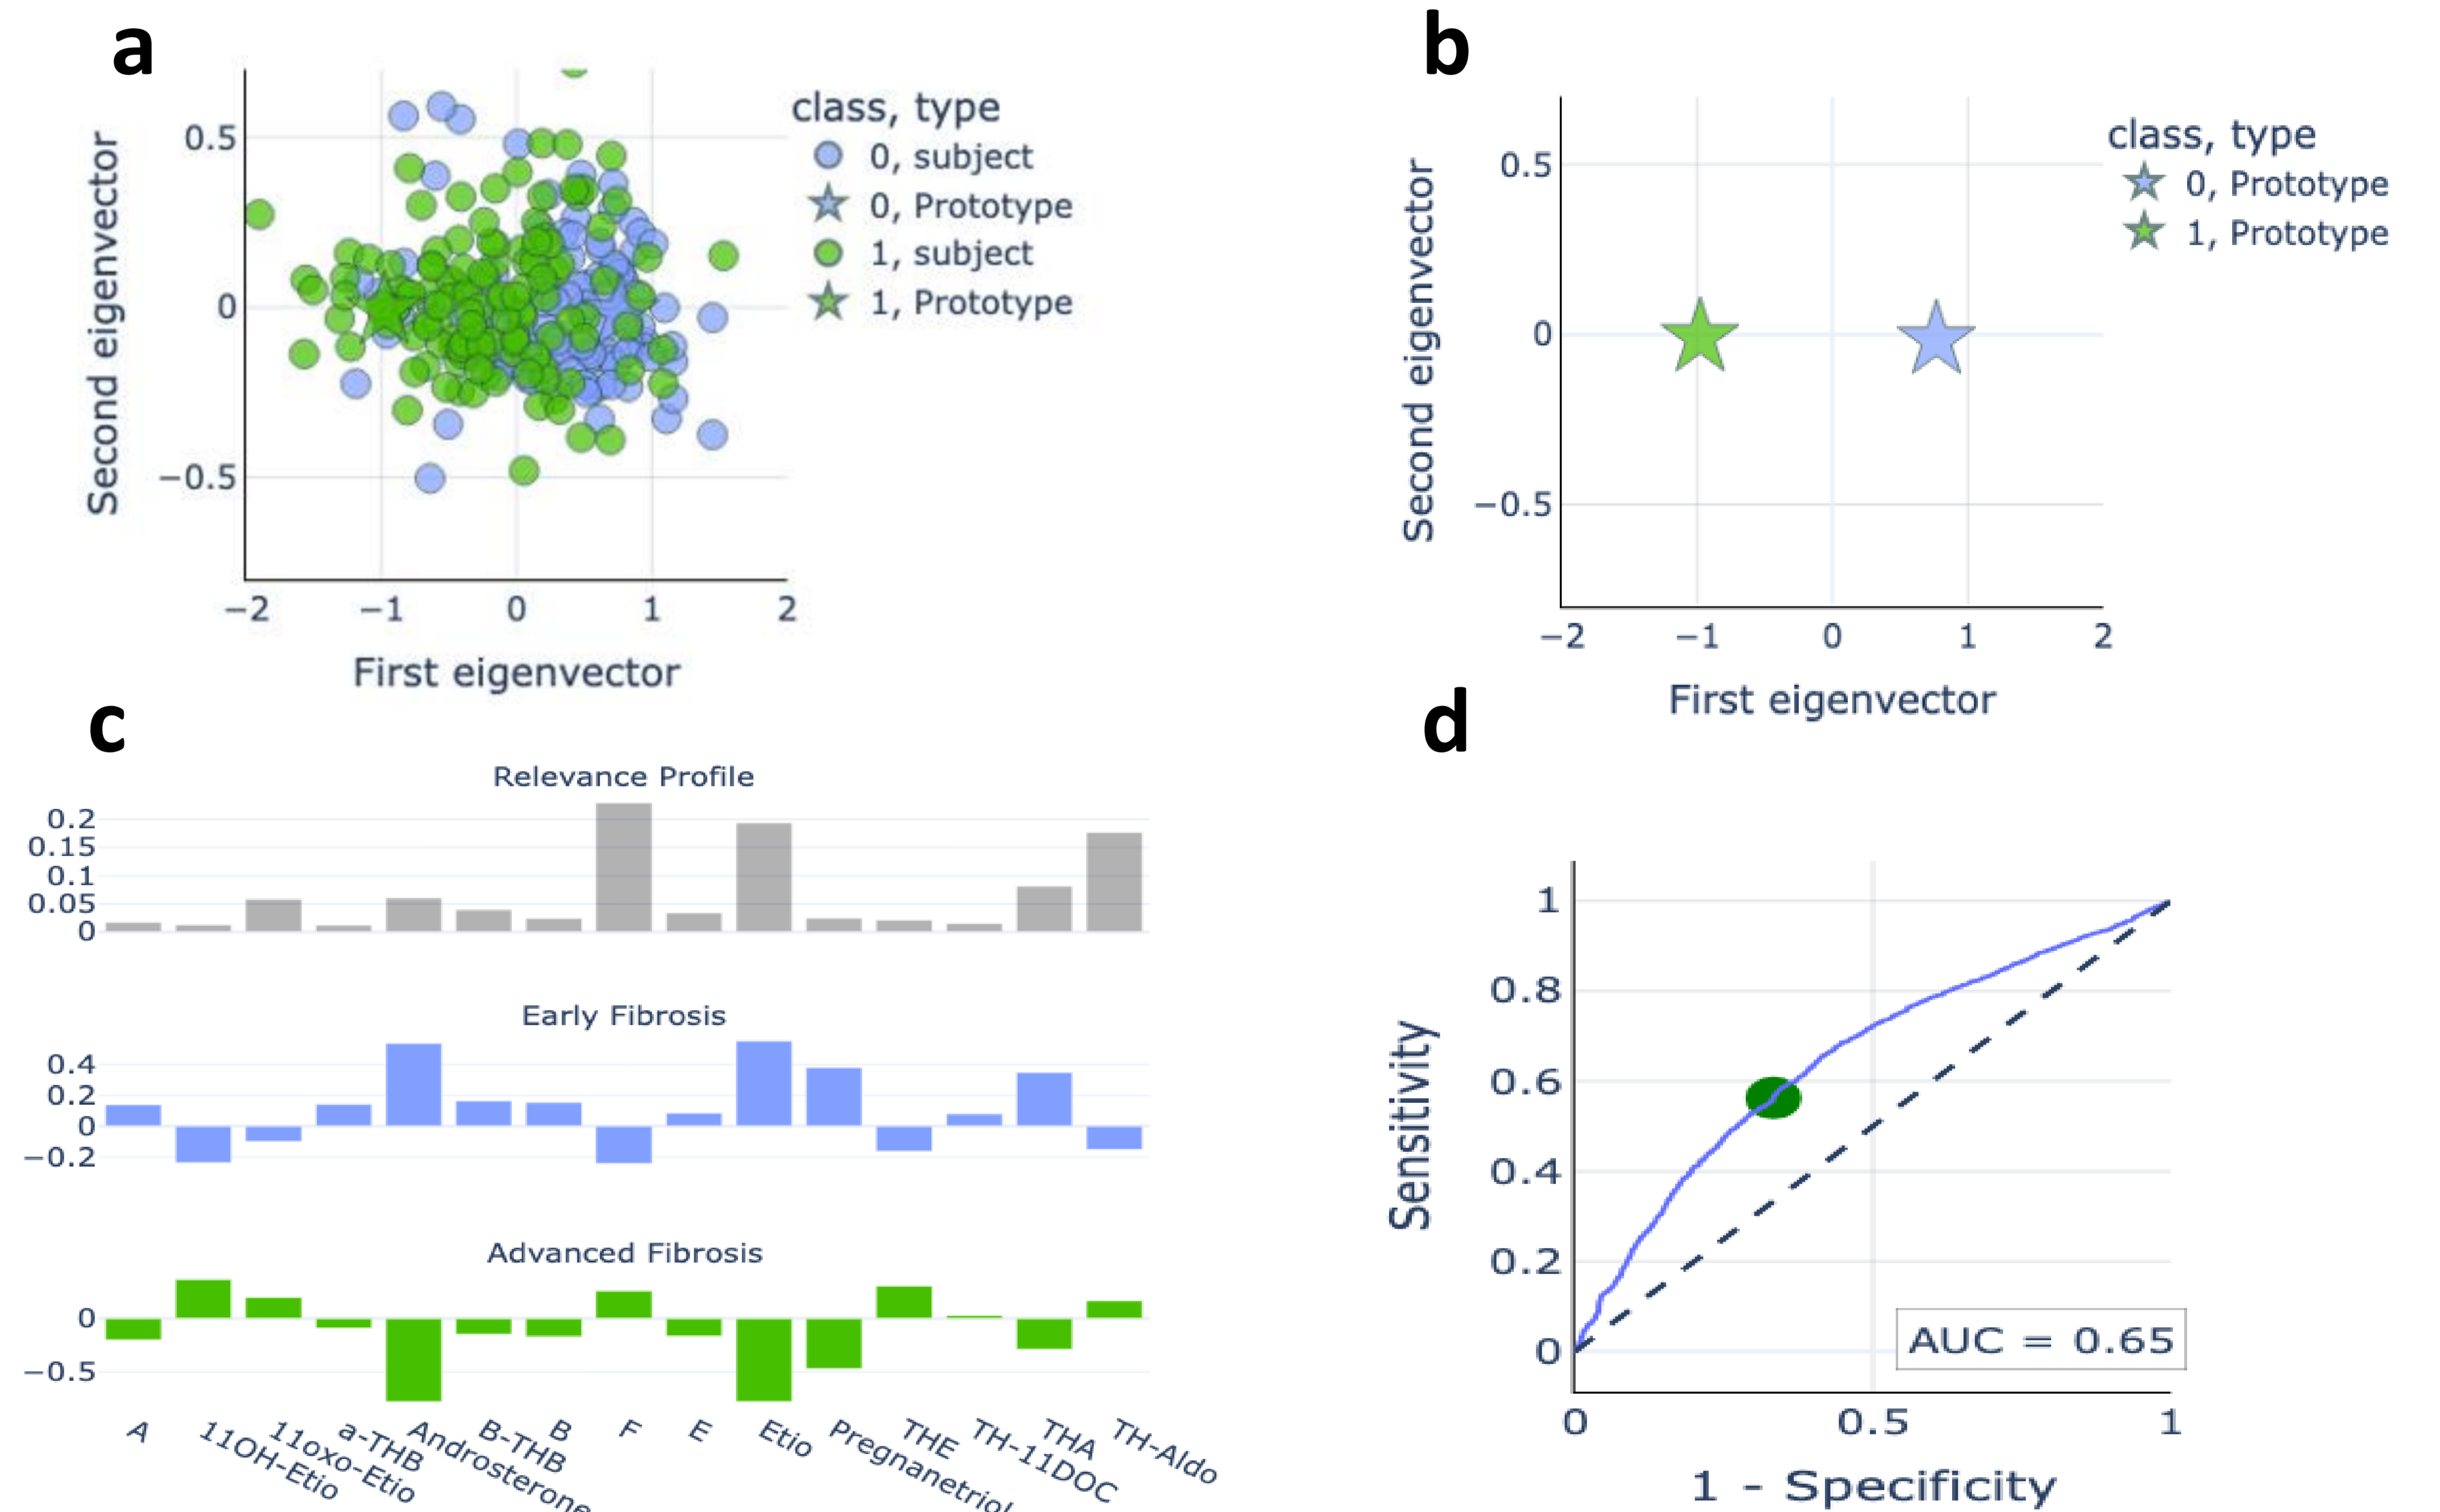 a
class, type
0, subject
0, Prototype
1, subject
1, Prototype
Second eigenvector
0.5
0
−0.5
−2 −1 0 1 2
First eigenvector
b
class, type
0, Prototype
1, Prototype
Second eigenvector
0.5
0
−0.5
−2 −1 0 1 2
First eigenvector
c
Relevance Profile
0.2
0.15
0.1
0.05
0
Early Fibrosis
0.4
0.2
0
−0.2
Advanced Fibrosis
0
−0.5
A
11OH-Etio
11oxo-Etio
a-THB
Androsterone
B-THB
B
F
E
Etio
Pregnanetriol
THE
TH-11DOC
THA
TH-Aldo
d
Sensitivity
1
0.8
0.6
0.4
0.2
0
AUC = 0.65
0 0.5 1
1 - Specificity